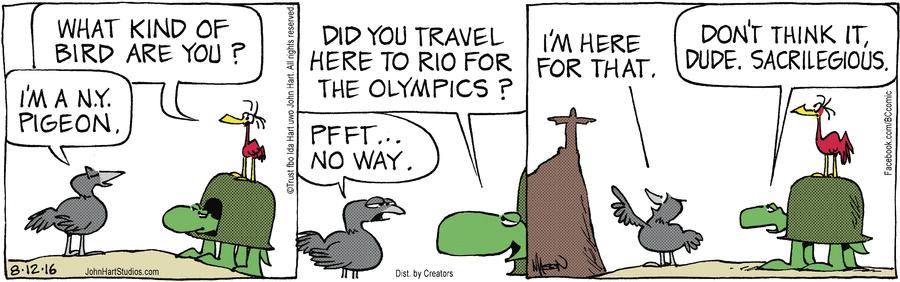 WHAT KIND OF
BIRD ARE YOU?
I'M A N.Y.
PIGEON.
8·12·16
JohnHartStudios.com
©Trust fbo Ida Hart uwo John Hart. All rights reserved.
DID YOU TRAVEL
HERE TO RIO FOR
THE OLYMPICS?
PFFT...
NO WAY.
Dist. by Creators
I'M HERE
FOR THAT.
DON'T THINK IT,
DUDE. SACRILEGIOUS.
Facebook.com/BCcomic